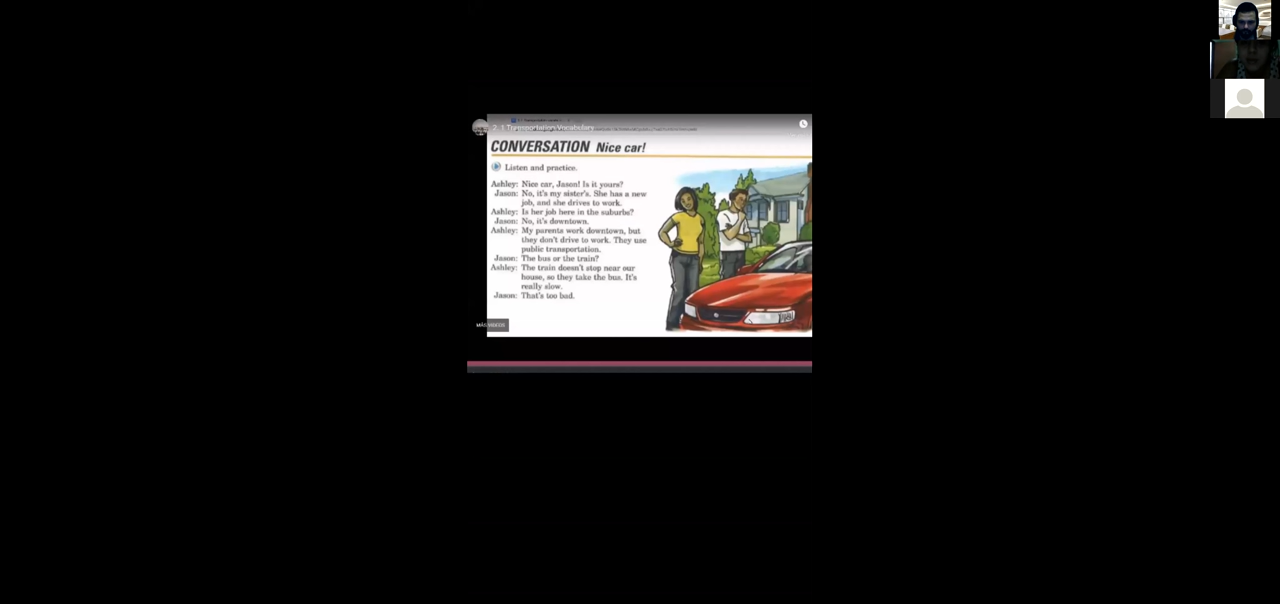 2. 1 Transportation Vocabulary
CONVERSATION Nice car!
Listen and practice.
Ashley: Nice car, Jason! Is it yours?
Jason: No, it's my sister's. She has a new
job, and she drives to work.
Ashley: Is her job here in the suburbs?
Jason: No, it's downtown.
Ashley: My parents work downtown, but
they don't drive to work. They use
public transportation.
Jason: The bus or the train?
Ashley: The train doesn't stop near our
house, so they take the bus. It's
really slow.
Jason: That's too bad.
MÁS VIDEOS